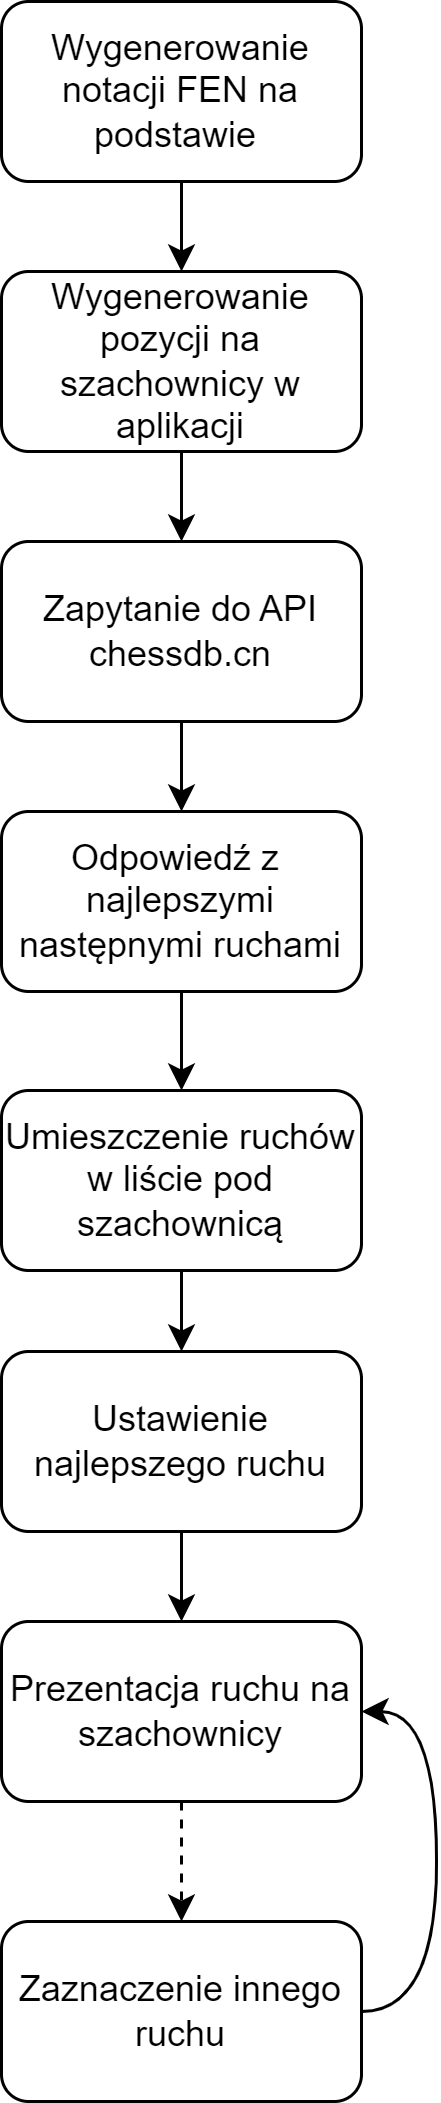 Wygenerowanie
notacji FEN na
podstawie
Wygenerowanie
pozycji na
szachownicy w
aplikacji
Zapytanie do API
chessdb.cn
Odpowiedź z
najlepszymi
następnymi ruchami
Umieszczenie ruchów
w liście pod
szachownicą
Ustawienie
najlepszego ruchu
Prezentacja ruchu na
szachownicy
Zaznaczenie innego
ruchu